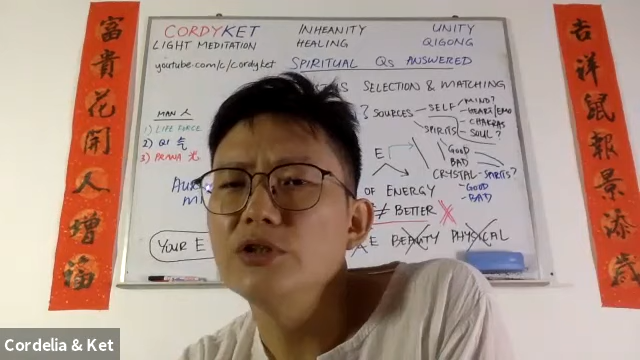 富貴花開人增福
吉祥鼠報景添歲
CORDYKET INHEANITY UNITY
LIGHT MEDITATION HEALING QIGONG
youtube.com/c/cordyket SPIRITUAL Qs ANSWERED
SELECTION & MATCHING
MAN 人
1) LIFE FORCE
2) QI 气
3) PRANA 光
? SOURCES - SELF - MIND?
- HEART/EMO
- CHAKRAS
- SOUL?
SPIRITS
GOOD
BAD
E
CRYSTAL - SPIRITS?
- GOOD
- BAD
OF ENERGY
≠ BETTER
YOUR E
E BEAUTY PHYSICAL
Cordelia & Ket